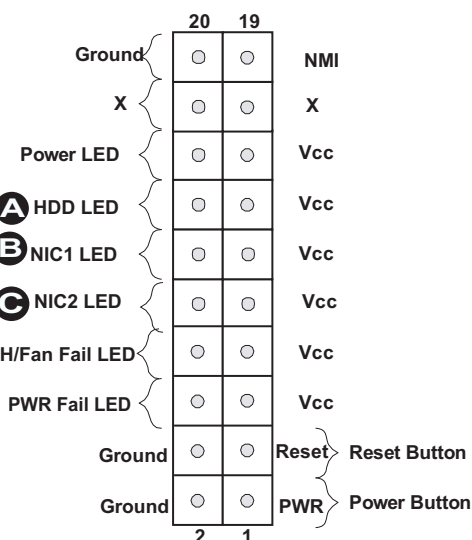 20 19
Ground NMI
X X
Power LED Vcc
A HDD LED Vcc
B NIC1 LED Vcc
C NIC2 LED Vcc
H/Fan Fail LED Vcc
PWR Fail LED Vcc
Ground Reset Reset Button
Ground PWR Power Button
2 1